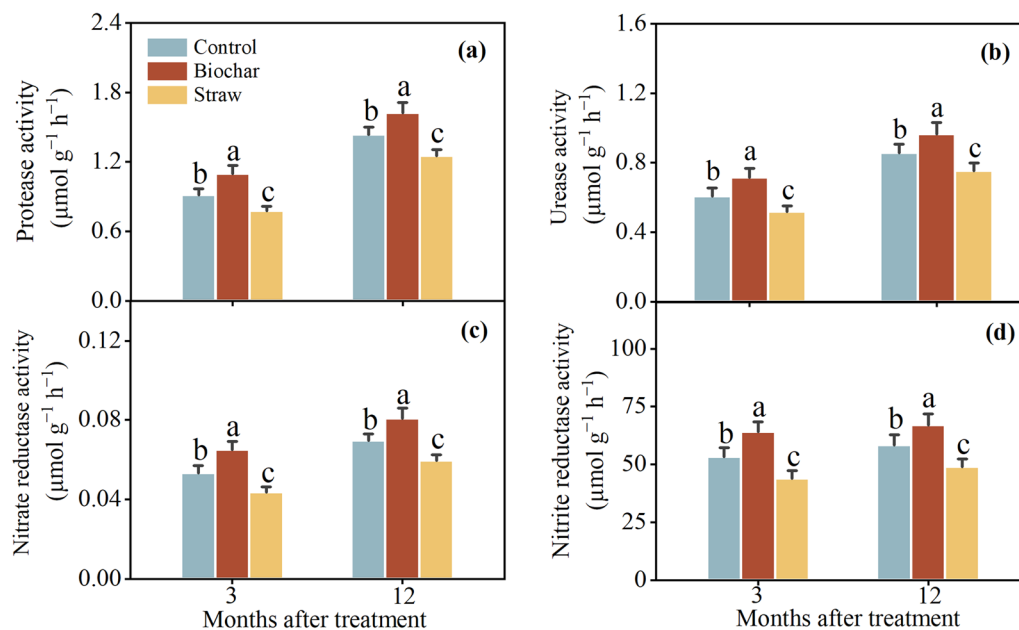 2.4
1.8
1.2
0.6
0.0
Protease activity
(μmol g⁻¹ h⁻¹)
Control
Biochar
Straw
(a)
b
a
c
b
a
c
1.6
1.2
0.8
0.4
0.0
Urease activity
(μmol g⁻¹ h⁻¹)
(b)
b
a
c
b
a
c
0.12
0.08
0.04
0.00
Nitrate reductase activity
(μmol g⁻¹ h⁻¹)
(c)
b
a
c
b
a
c
3
12
Months after treatment
100
75
50
25
0
Nitrite reductase activity
(μmol g⁻¹ h⁻¹)
(d)
b
a
c
b
a
c
3
12
Months after treatment